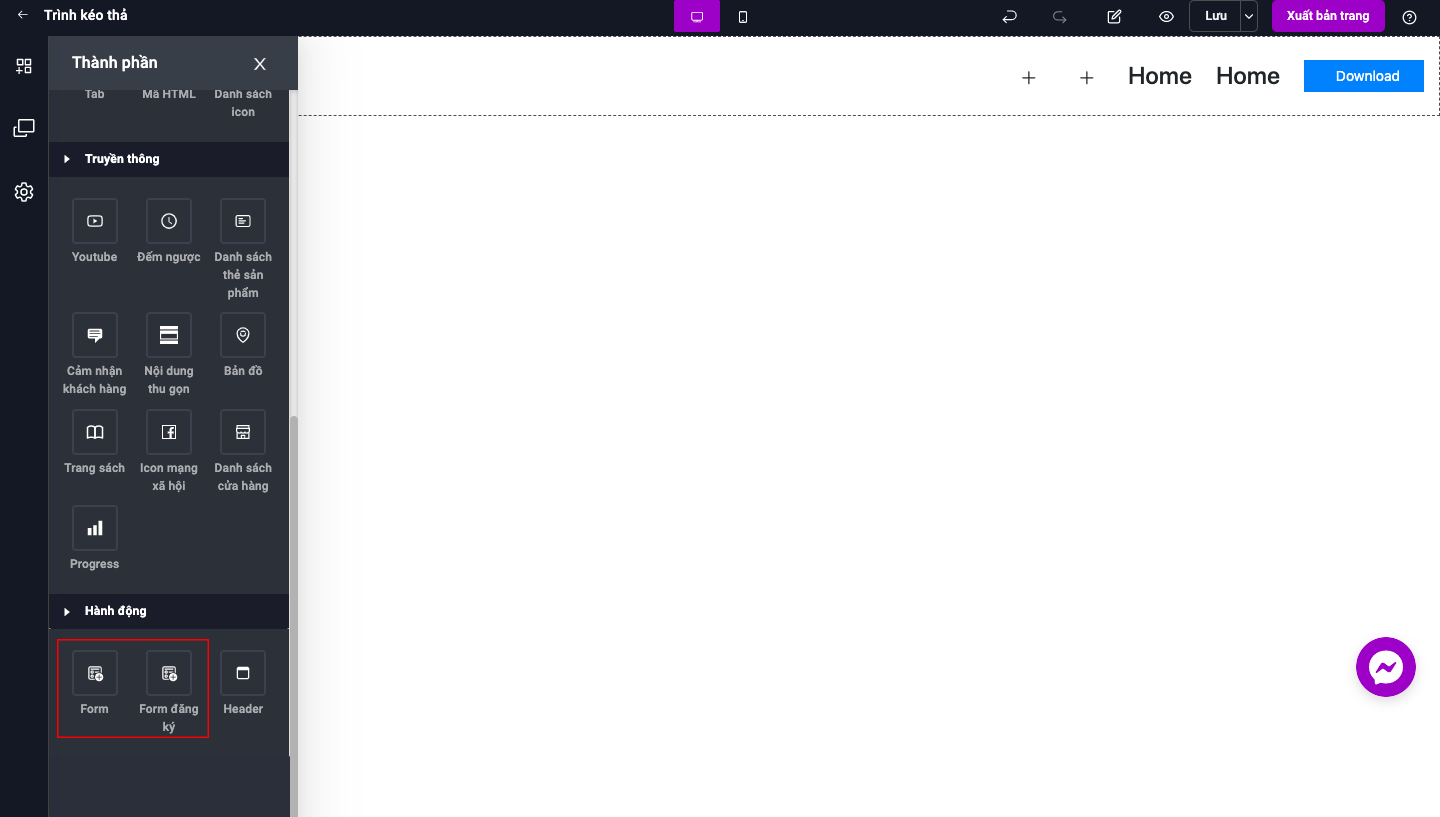 Trình kéo thả
Lưu
Xuất bản trang
Thành phần
Home
Home
Download
Tab
Mã HTML
Danh sách
icon
Truyền thông
Youtube
Đếm ngược
Danh sách
thẻ sản
phẩm
Cảm nhận
khách hàng
Nội dung
thu gọn
Bản đồ
Trang sách
Icon mạng
xã hội
Danh sách
cửa hàng
Progress
Hành động
Form
Form đăng
ký
Header